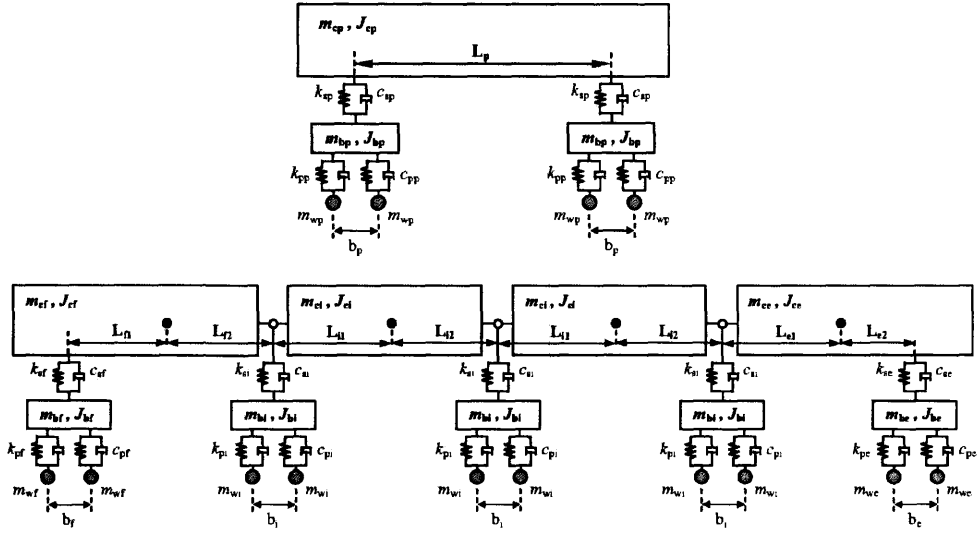 m_cp , J_cp
L_p
k_sp c_sp k_sp c_sp
m_bp , J_bp m_bp , J_bp
k_pp c_pp k_pp c_pp
m_wp m_wp m_wp m_wp
b_p b_p
m_cf , J_cf m_ci , J_ci m_ci , J_ci m_ce , J_ce
L_f1 L_f2 L_i1 L_i2 L_i1 L_i2 L_e1 L_e2
k_sf c_sf k_si c_si k_si c_si k_si c_si k_se c_se
m_bf , J_bf m_bi , J_bi m_bi , J_bi m_bi , J_bi m_be , J_be
k_pf c_pf k_pi c_pi k_pi c_pi k_pi c_pi k_pe c_pe
m_wf m_wf m_wi m_wi m_wi m_wi m_wi m_wi m_we m_we
b_f b_i b_i b_i b_e